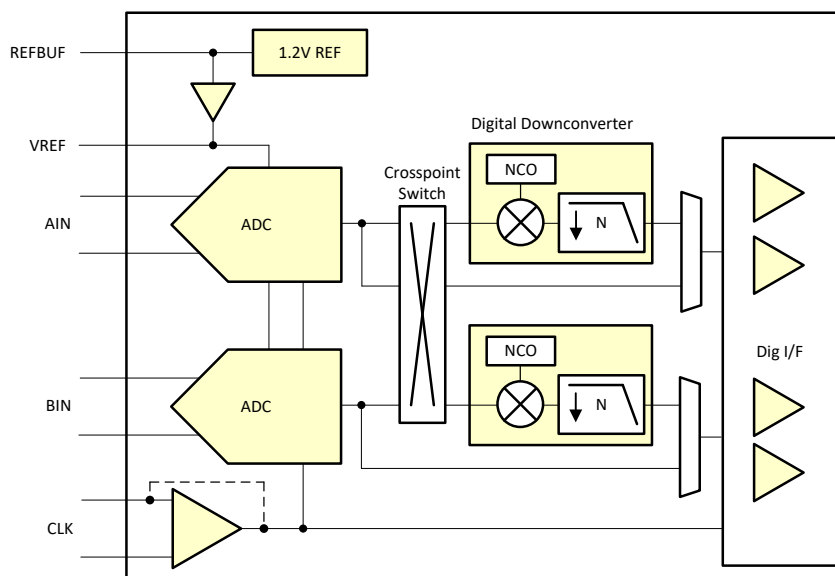 REFBUF
1.2V REF
VREF
Digital Downconverter
NCO
Crosspoint
Switch
AIN
ADC
N
NCO
Dig I/F
BIN
ADC
N
CLK